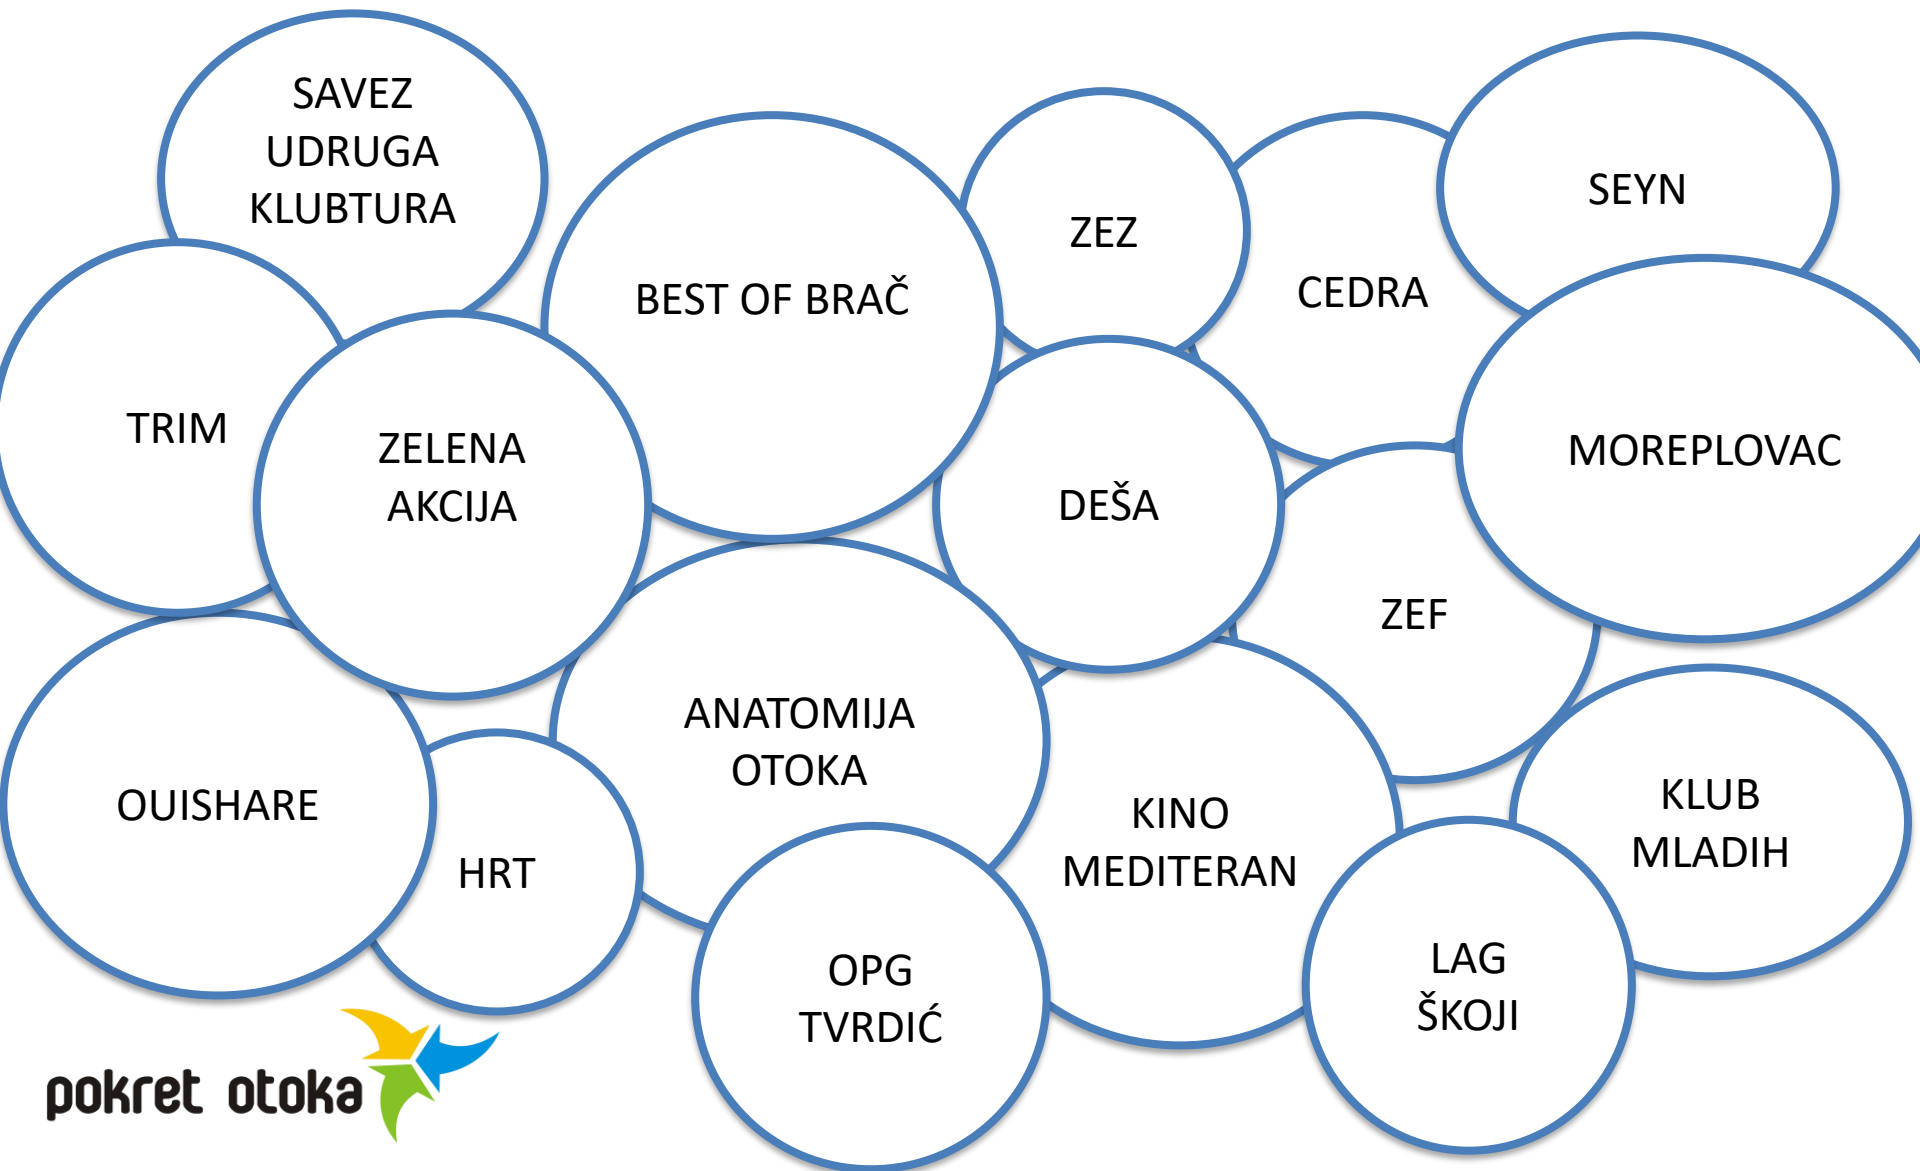 SAVEZ
UDRUGA
KLUBTURA
BEST OF BRAČ
ZEZ
CEDRA
SEYN
TRIM
ZELENA
AKCIJA
DEŠA
MOREPLOVAC
ZEF
OUISHARE
HRT
ANATOMIJA
OTOKA
KINO
MEDITERAN
KLUB
MLADIH
OPG
TVRDIĆ
LAG
ŠKOJI
pokret otoka